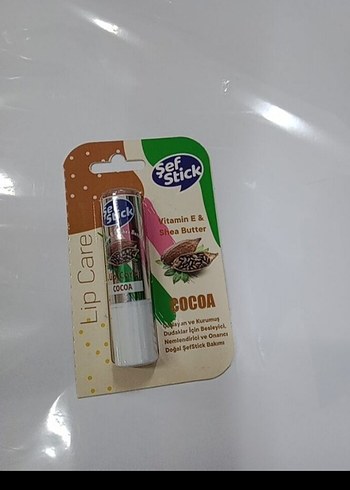 Şef
Stick
Lip Care
Vitamin E &
Shea Butter
COCOA
Kurumuş
Dudaklar İçin Besleyici,
Nemlendirici ve Onarıcı
Doğal ŞefStick Bakımı
Şef
Stick
COCOA